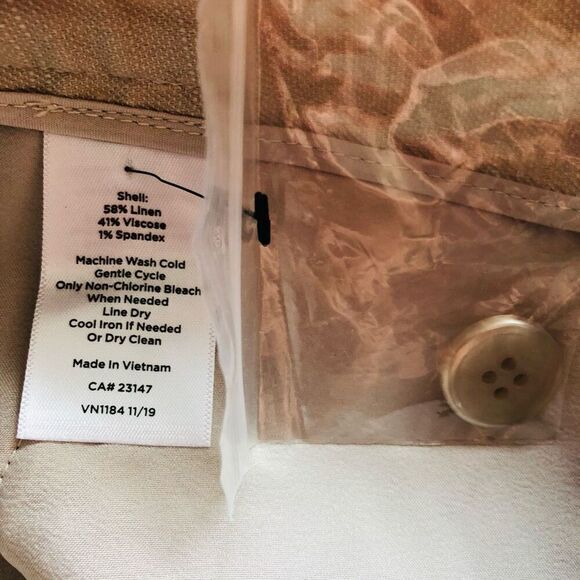 Shell:
58% Linen
41% Viscose
1% Spandex
Machine Wash Cold
Gentle Cycle
Only Non-Chlorine Bleach
When Needed
Line Dry
Cool Iron If Needed
Or Dry Clean
Made In Vietnam
CA# 23147
VN1184 11/19